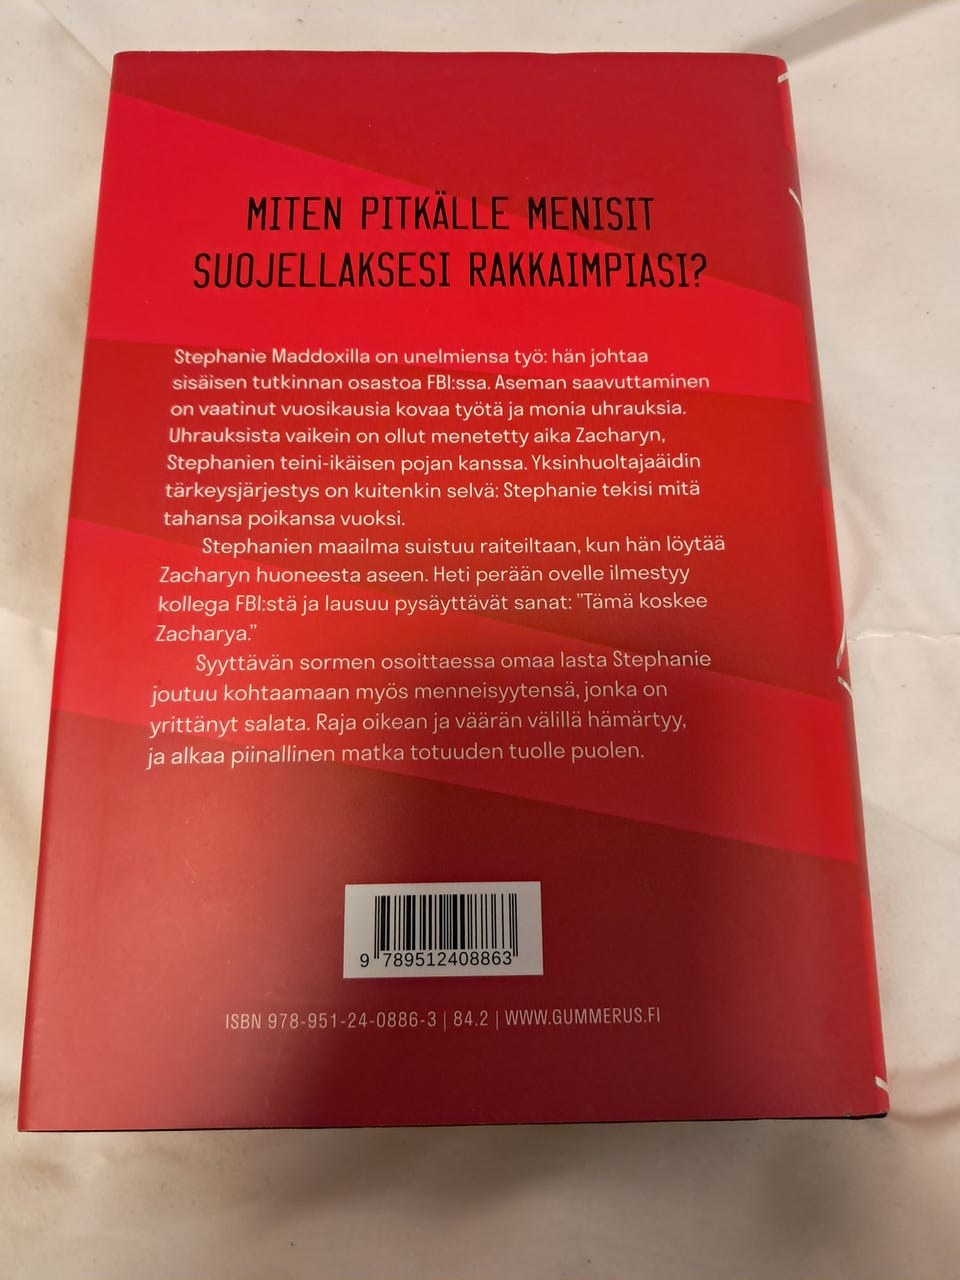 MITEN PITKÄLLE MENISIT
SUOJELLAKSESI RAKKAIMPIASI?
Stephanie Maddoxilla on unelmiensa työ: hän johtaa
sisäisen tutkinnan osastoa FBI:ssa. Aseman saavuttaminen
on vaatinut vuosikausia kovaa työtä ja monia uhrauksia.
Uhrauksista vaikein on ollut menetetty aika Zacharyn,
Stephanien teini-ikäisen pojan kanssa. Yksinhuoltajaäidin
tärkeysjärjestys on kuitenkin selvä: Stephanie tekisi mitä
tahansa poikansa vuoksi.
Stephanien maailma suistuu raiteiltaan, kun hän löytää
Zacharyn huoneesta aseen. Heti perään ovelle ilmestyy
kollega FBI:stä ja lausuu pysäyttävät sanat: ”Tämä koskee
Zacharya.”
Syyttävän sormen osoittaessa omaa lasta Stephanie
joutuu kohtaamaan myös menneisyytensä, jonka on
yrittänyt salata. Raja oikean ja väärän välillä hämärtyy,
ja alkaa piinallinen matka totuuden tuolle puolen.
9 789512 408863
ISBN 978-951-24-0886-3 | 84.2 | WWW.GUMMERUS.FI